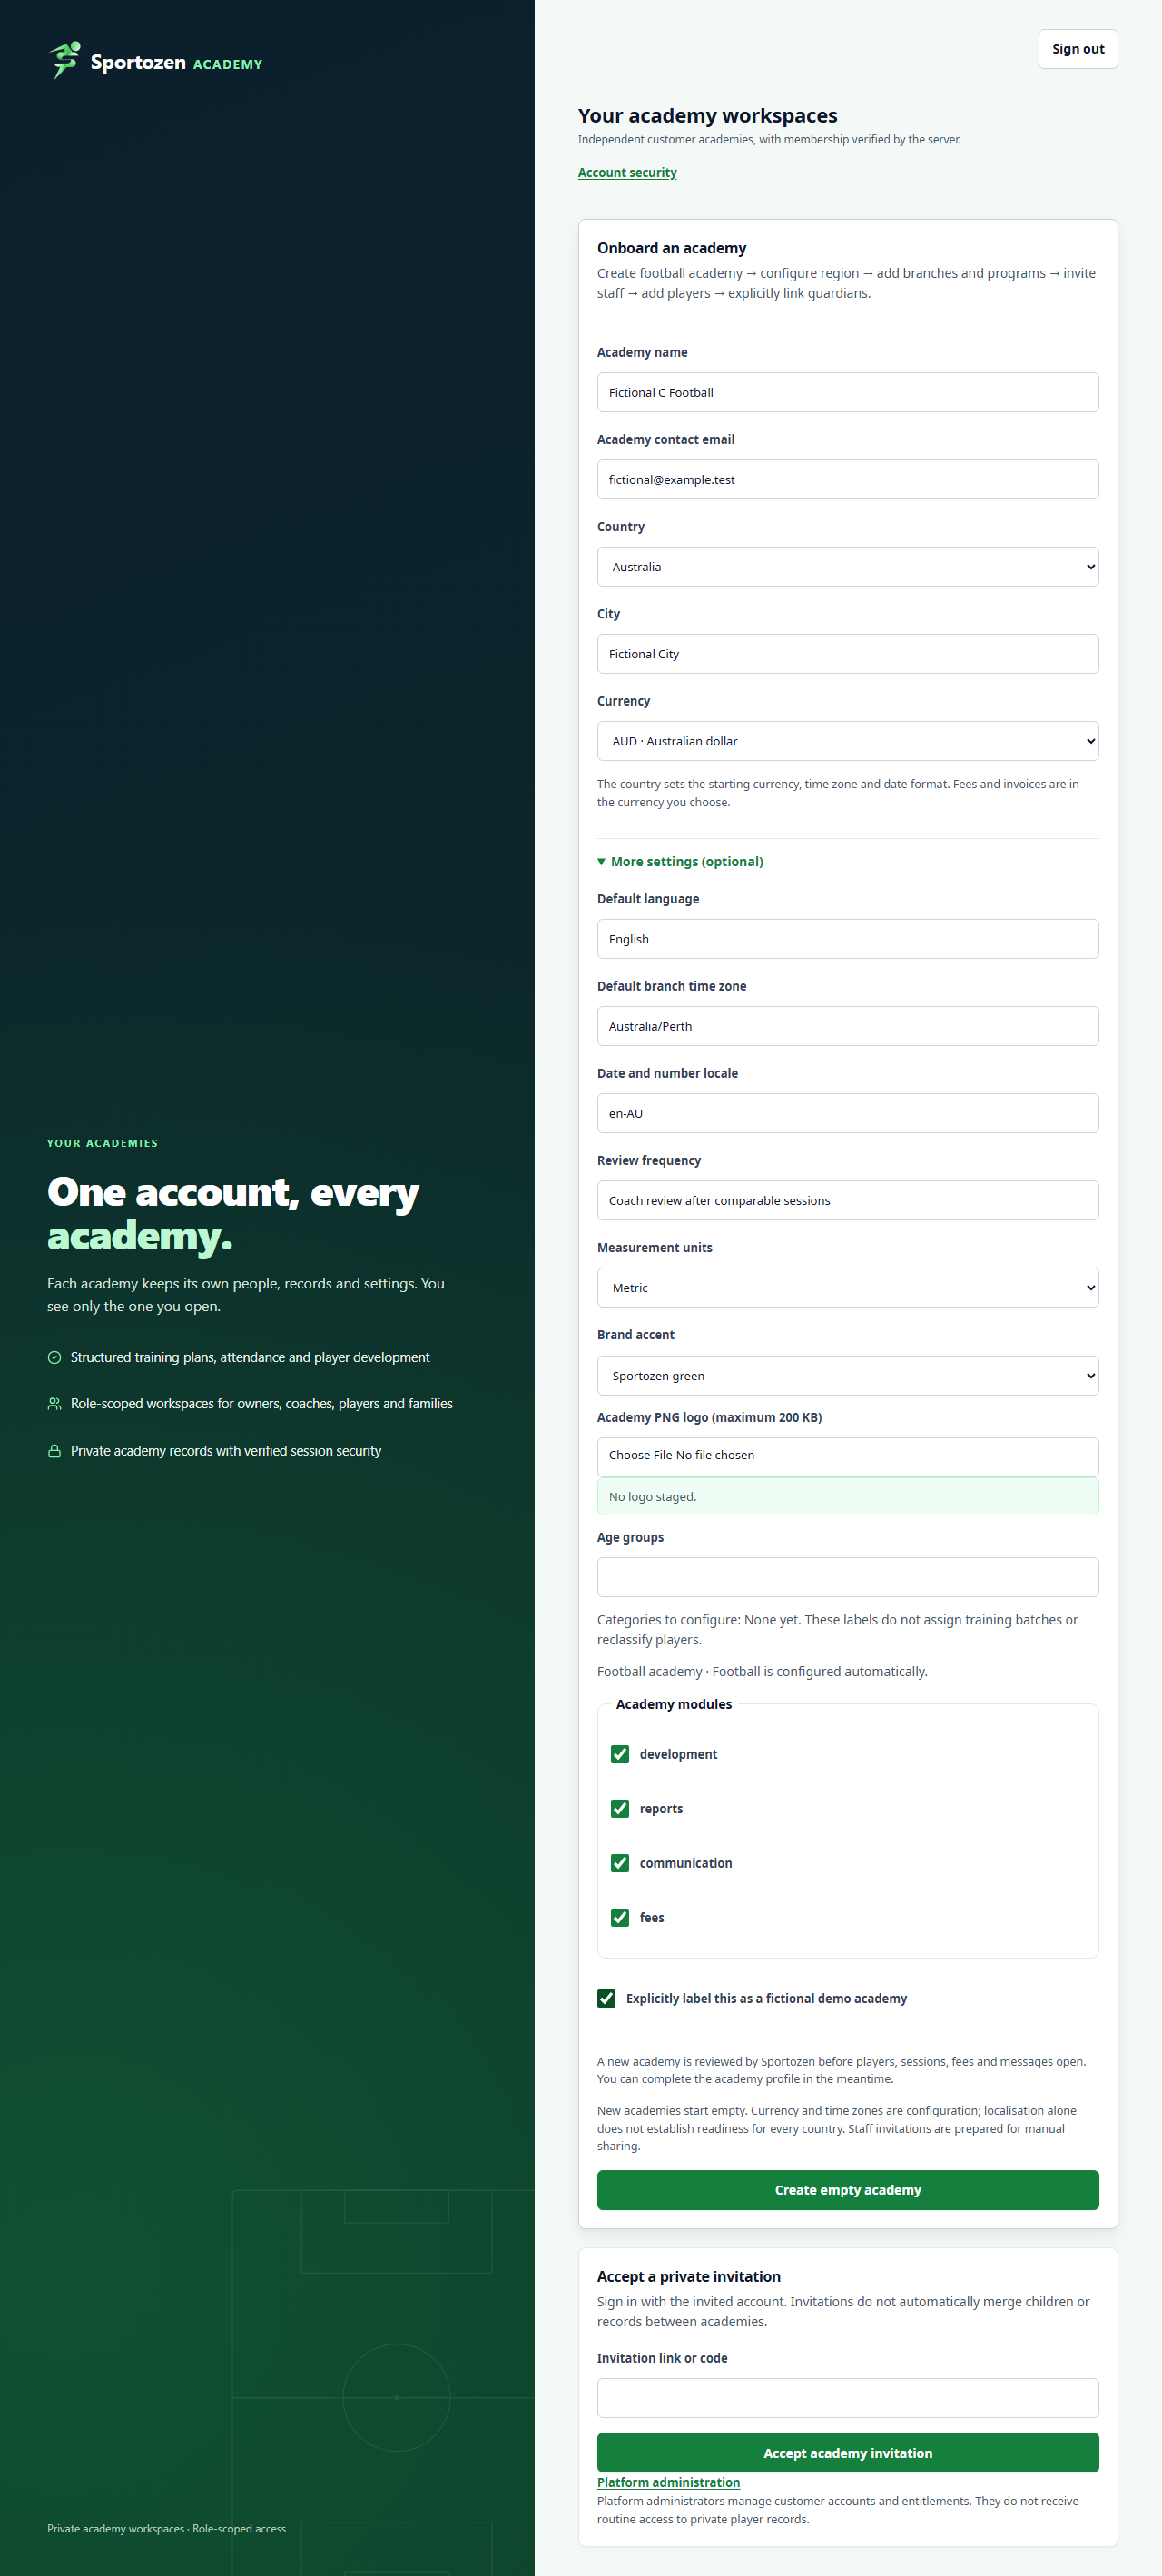 Sportozen ACADEMY
YOUR ACADEMIES
One account, every
academy.
Each academy keeps its own people, records and settings. You
see only the one you open.
Structured training plans, attendance and player development
Role-scoped workspaces for owners, coaches, players and families
Private academy records with verified session security
Private academy workspaces · Role-scoped access
Sign out
Your academy workspaces
Independent customer academies, with membership verified by the server.
Account security
Onboard an academy
Create football academy → configure region → add branches and programs → invite
staff → add players → explicitly link guardians.
Academy name
Fictional C Football
Academy contact email
fictional@example.test
Country
Australia
City
Fictional City
Currency
AUD · Australian dollar
The country sets the starting currency, time zone and date format. Fees and invoices are in
the currency you choose.
▼ More settings (optional)
Default language
English
Default branch time zone
Australia/Perth
Date and number locale
en-AU
Review frequency
Coach review after comparable sessions
Measurement units
Metric
Brand accent
Sportozen green
Academy PNG logo (maximum 200 KB)
Choose File No file chosen
No logo staged.
Age groups
Categories to configure: None yet. These labels do not assign training batches or
reclassify players.
Football academy · Football is configured automatically.
Academy modules
development
reports
communication
fees
Explicitly label this as a fictional demo academy
A new academy is reviewed by Sportozen before players, sessions, fees and messages open.
You can complete the academy profile in the meantime.
New academies start empty. Currency and time zones are configuration; localisation alone
does not establish readiness for every country. Staff invitations are prepared for manual
sharing.
Create empty academy
Accept a private invitation
Sign in with the invited account. Invitations do not automatically merge children or
records between academies.
Invitation link or code
Accept academy invitation
Platform administration
Platform administrators manage customer accounts and entitlements. They do not receive
routine access to private player records.